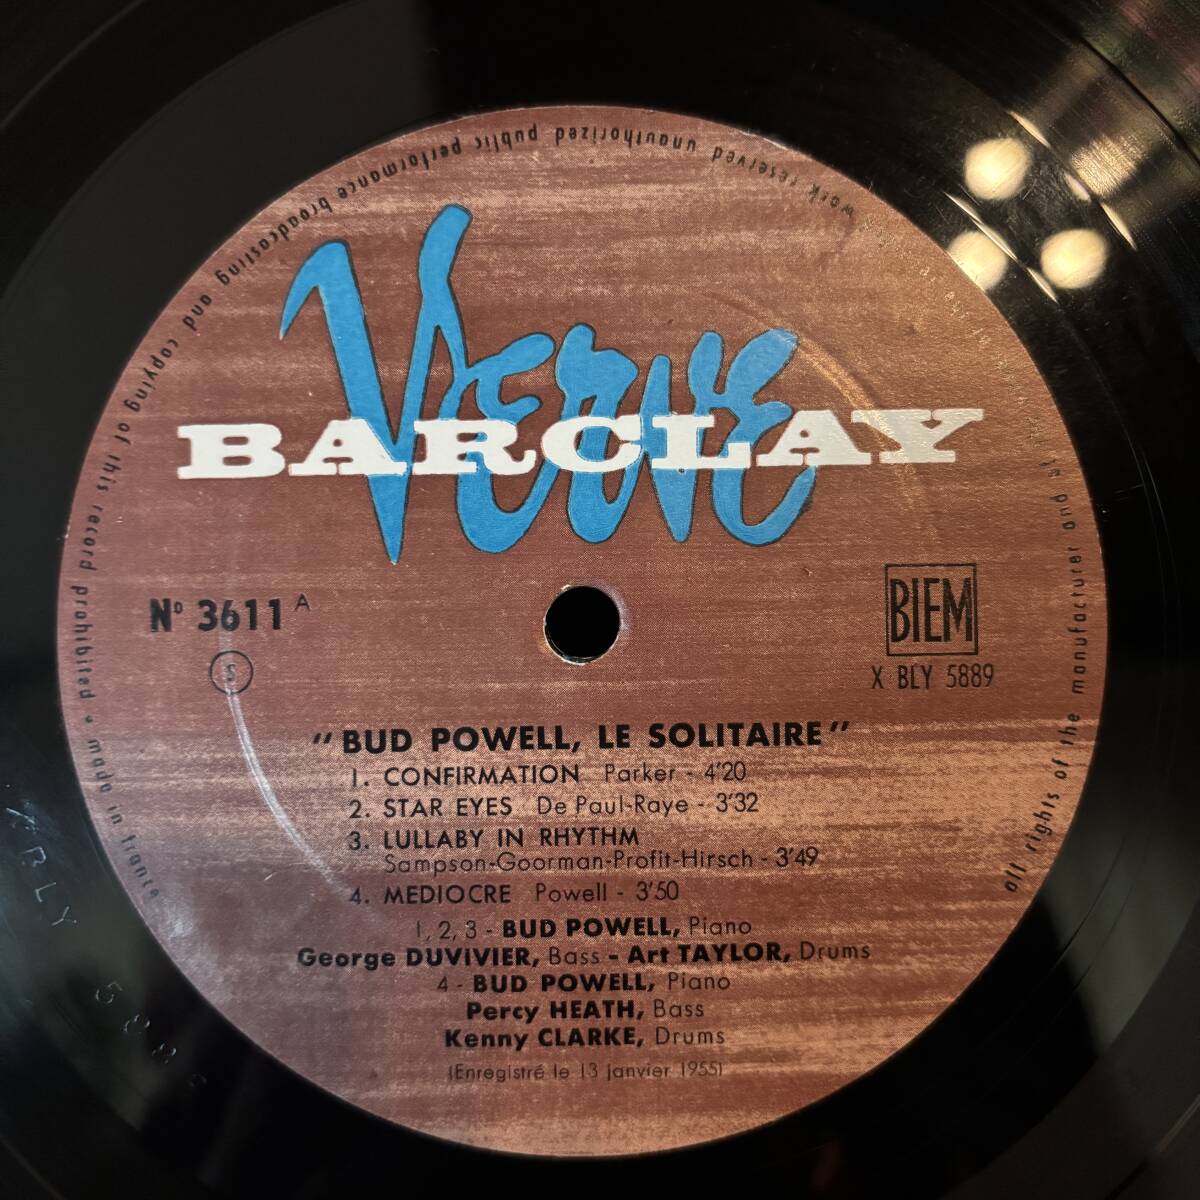 VERVE
BARCLAY
Nº 3611 A
S
BIEM
X BLY 5889
"BUD POWELL, LE SOLITAIRE"
1. CONFIRMATION Parker - 4'20
2. STAR EYES De Paul-Raye - 3'32
3. LULLABY IN RHYTHM
Sampson-Goorman-Profit-Hirsch - 3'49
4. MEDIOCRE Powell - 3'50
1, 2, 3 - BUD POWELL, Piano
George DUVIVIER, Bass - Art TAYLOR, Drums
4 - BUD POWELL, Piano
Percy HEATH, Bass
Kenny CLARKE, Drums
(Enregistré le 13 janvier 1955)
all rights of the manufacturer and of the work reserved unauthorized public performance broadcasting and copying of this record prohibited • made in france